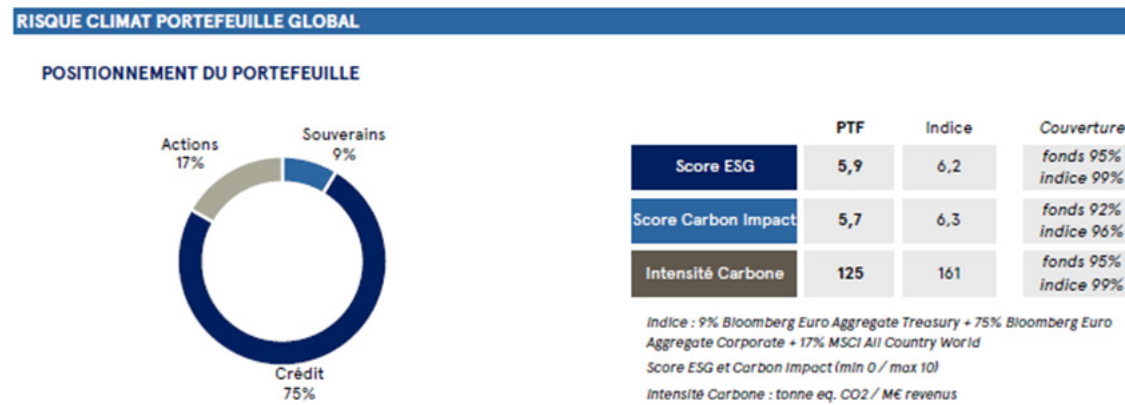 RISQUE CLIMAT PORTEFEUILLE GLOBAL
POSITIONNEMENT DU PORTEFEUILLE
Actions
17%
Souverains
9%
Crédit
75%
PTF Indice Couverture
Score ESG 5,9 6,2 fonds 95%
indice 99%
Score Carbon Impact 5,7 6,3 fonds 92%
indice 96%
Intensité Carbone 125 161 fonds 95%
indice 99%
Indice : 9% Bloomberg Euro Aggregate Treasury + 75% Bloomberg Euro
Aggregate Corporate + 17% MSCI All Country World
Score ESG et Carbon Impact (min 0 / max 10)
Intensité Carbone : tonne eq. CO2 / M€ revenus